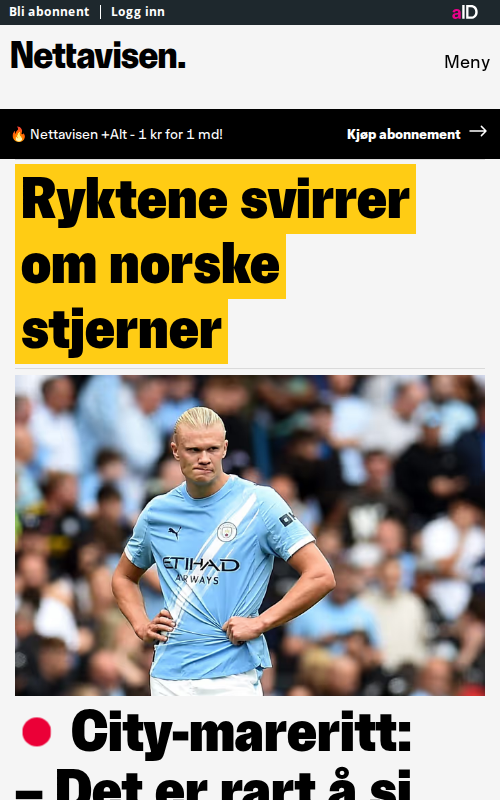 Bli abonnent | Logg inn
aID
Nettavisen.
Meny
🔥 Nettavisen +Alt - 1 kr for 1 md!
Kjøp abonnement →
Ryktene svirrer
om norske
stjerner
ETIHAD
AIRWAYS
City-mareritt:
– Det er rart å si